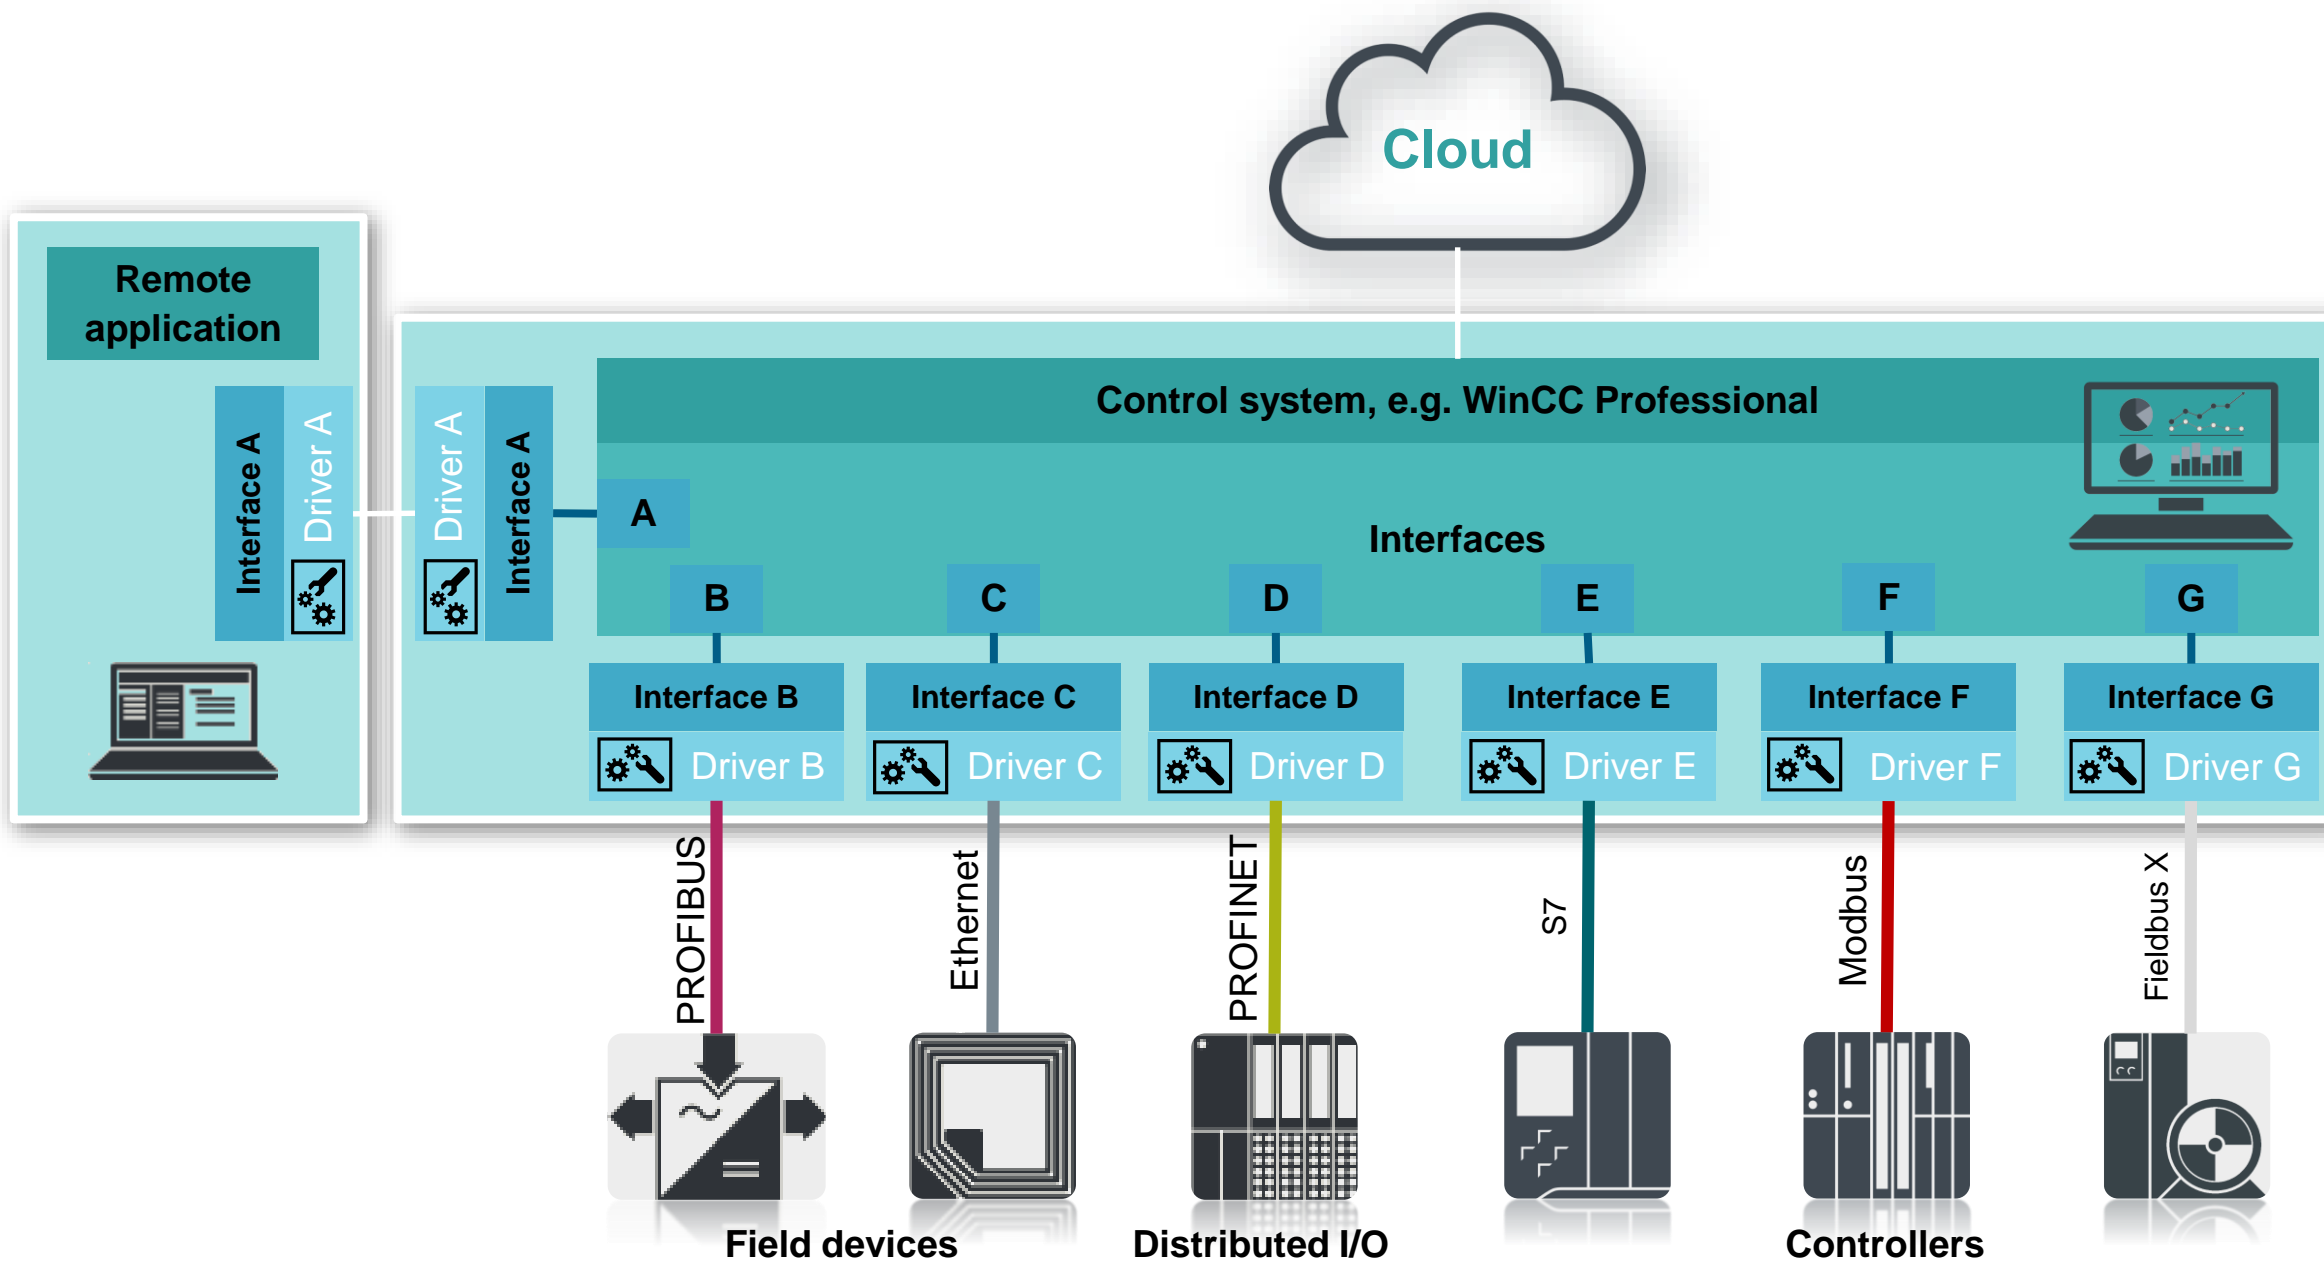 Cloud
Remote
application
Control system, e.g. WinCC Professional
Interface A
Driver A
Driver A
Interface A
A
Interfaces
B
C
D
E
F
G
Interface B
Interface C
Interface D
Interface E
Interface F
Interface G
Driver B
Driver C
Driver D
Driver E
Driver F
Driver G
PROFIBUS
Ethernet
PROFINET
S7
Modbus
Fieldbus X
Field devices
Distributed I/O
Controllers